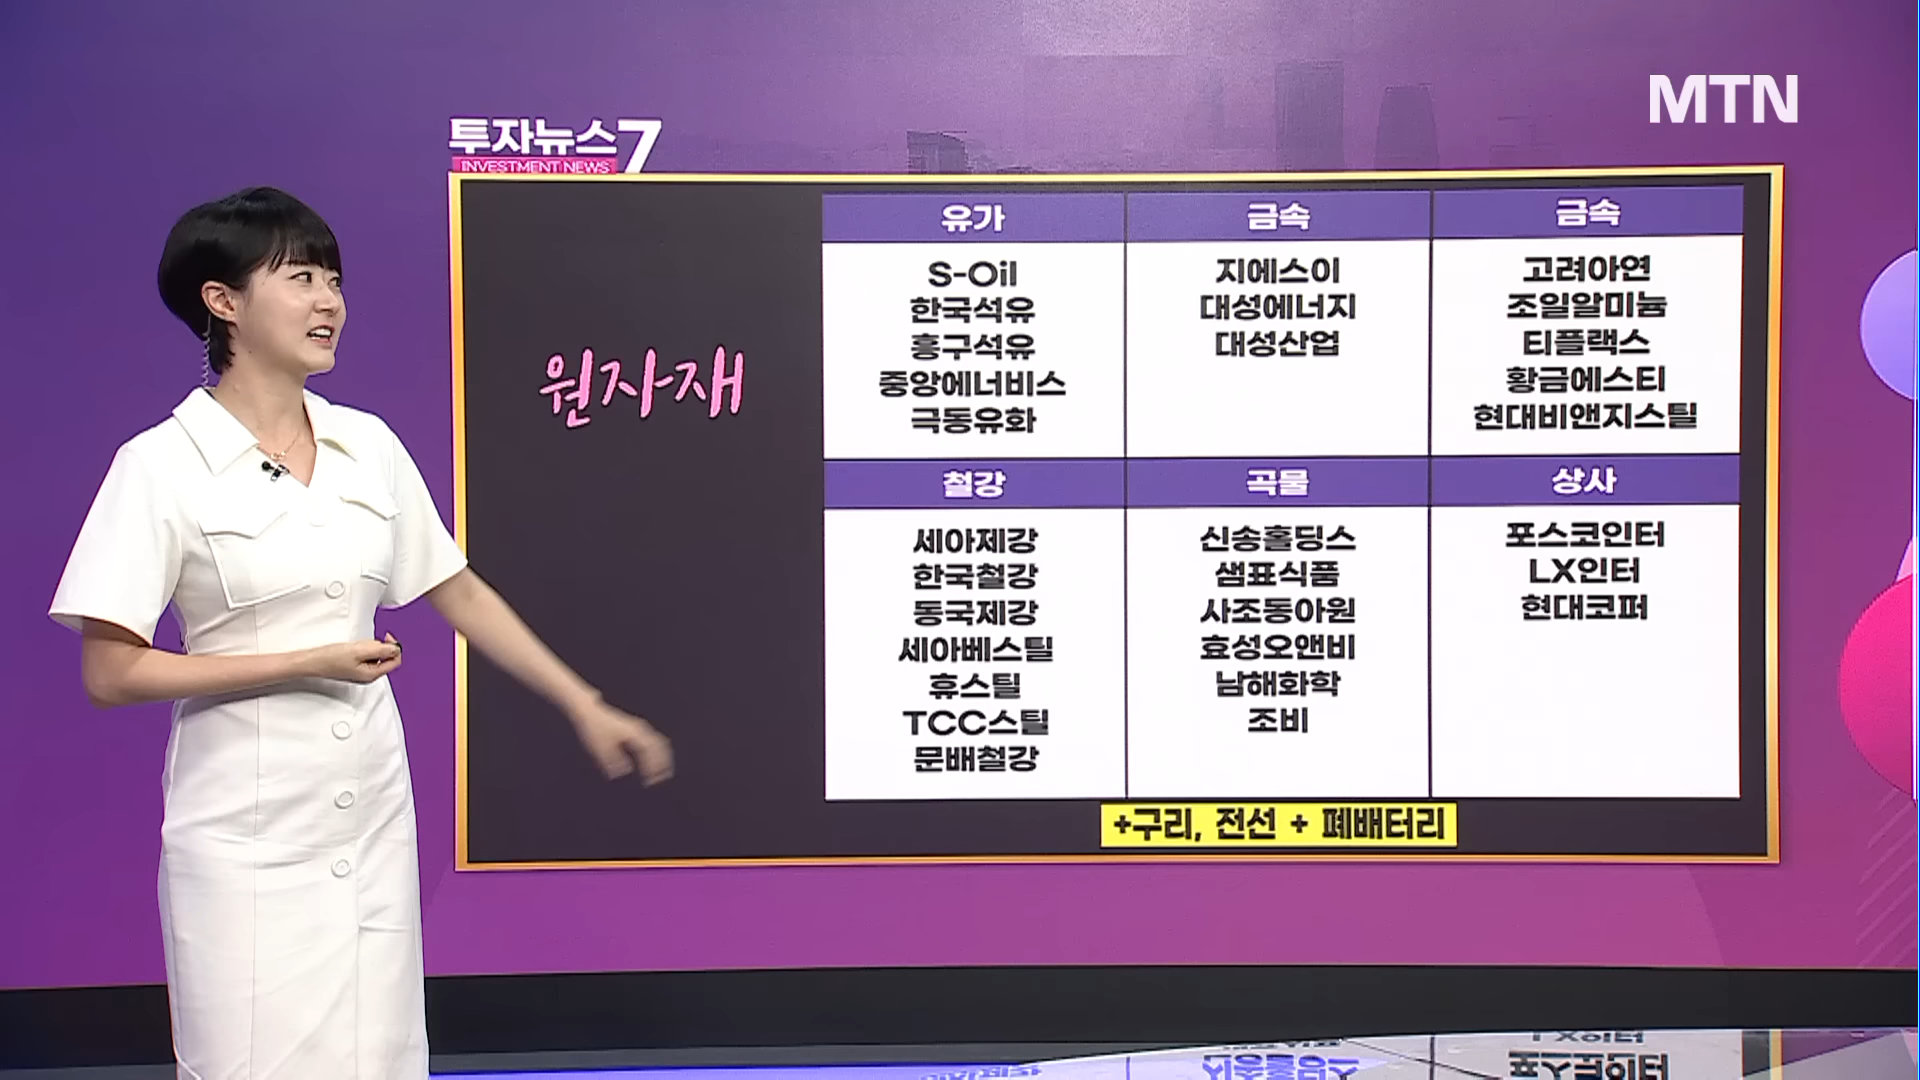 MTN
투자뉴스7
INVESTMENT NEWS
원자재
유가
S-Oil
한국석유
흥구석유
중앙에너비스
극동유화
금속
지에스이
대성에너지
대성산업
금속
고려아연
조일알미늄
티플랙스
황금에스티
현대비앤지스틸
철강
세아제강
한국철강
동국제강
세아베스틸
휴스틸
TCC스틸
문배철강
곡물
신송홀딩스
샘표식품
사조동아원
효성오앤비
남해화학
조비
상사
포스코인터
LX인터
현대코퍼
+구리, 전선 + 폐배터리